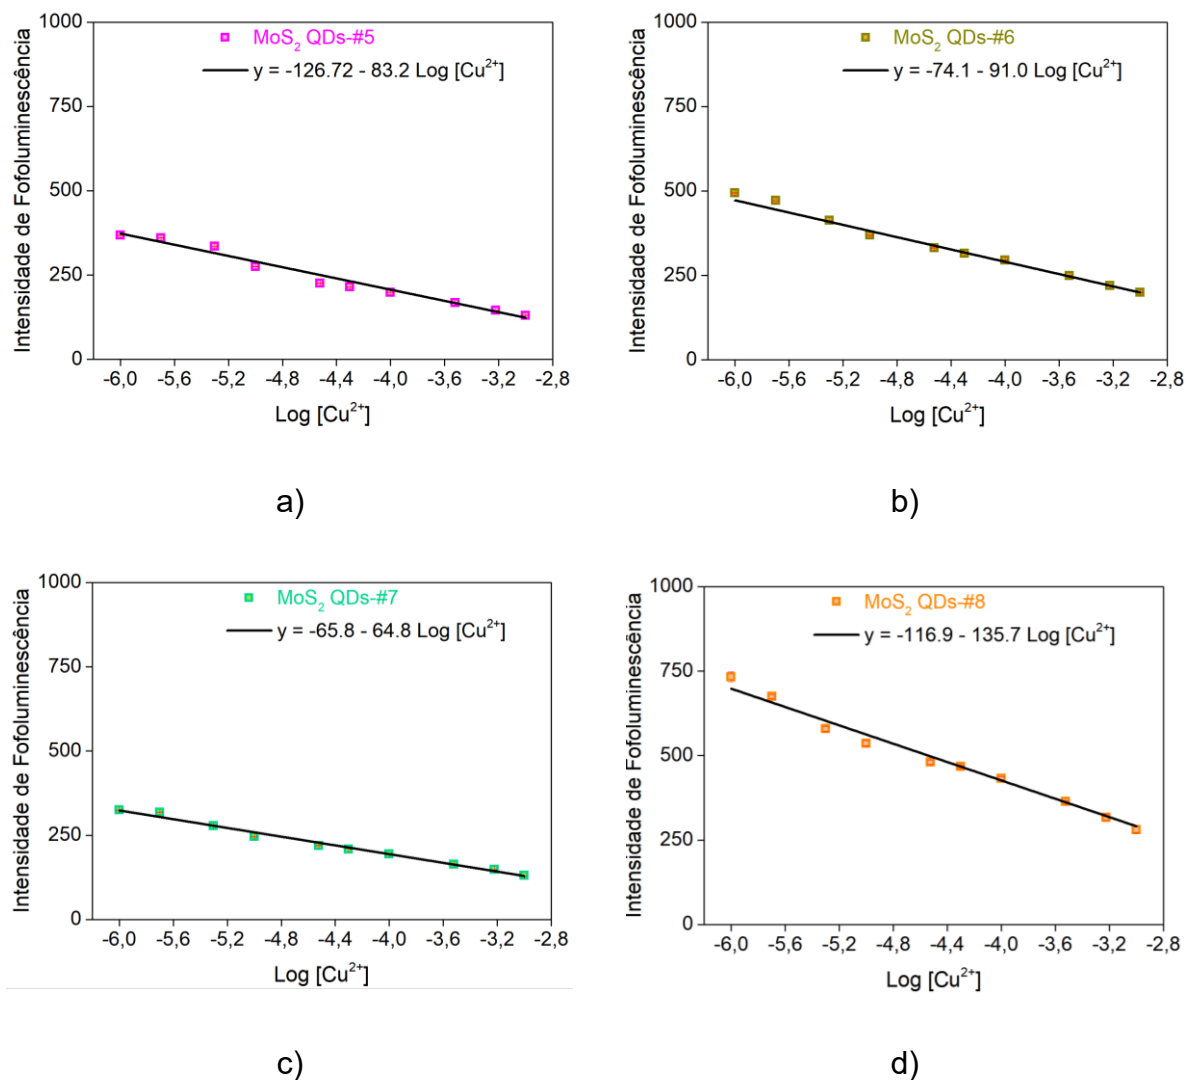 1000
750
500
250
0
Intensidade de Fofoluminescência
MoS₂ QDs-#5
y = -126.72 - 83.2 Log [Cu²⁺]
-6,0 -5,6 -5,2 -4,8 -4,4 -4,0 -3,6 -3,2 -2,8
Log [Cu²⁺]
a)
1000
750
500
250
0
Intensidade de Fofoluminescência
MoS₂ QDs-#6
y = -74.1 - 91.0 Log [Cu²⁺]
-6,0 -5,6 -5,2 -4,8 -4,4 -4,0 -3,6 -3,2 -2,8
Log [Cu²⁺]
b)
1000
750
500
250
0
Intensidade de Fofoluminescência
MoS₂ QDs-#7
y = -65.8 - 64.8 Log [Cu²⁺]
-6,0 -5,6 -5,2 -4,8 -4,4 -4,0 -3,6 -3,2 -2,8
Log [Cu²⁺]
c)
1000
750
500
250
0
Intensidade de Fofoluminescência
MoS₂ QDs-#8
y = -116.9 - 135.7 Log [Cu²⁺]
-6,0 -5,6 -5,2 -4,8 -4,4 -4,0 -3,6 -3,2 -2,8
Log [Cu²⁺]
d)